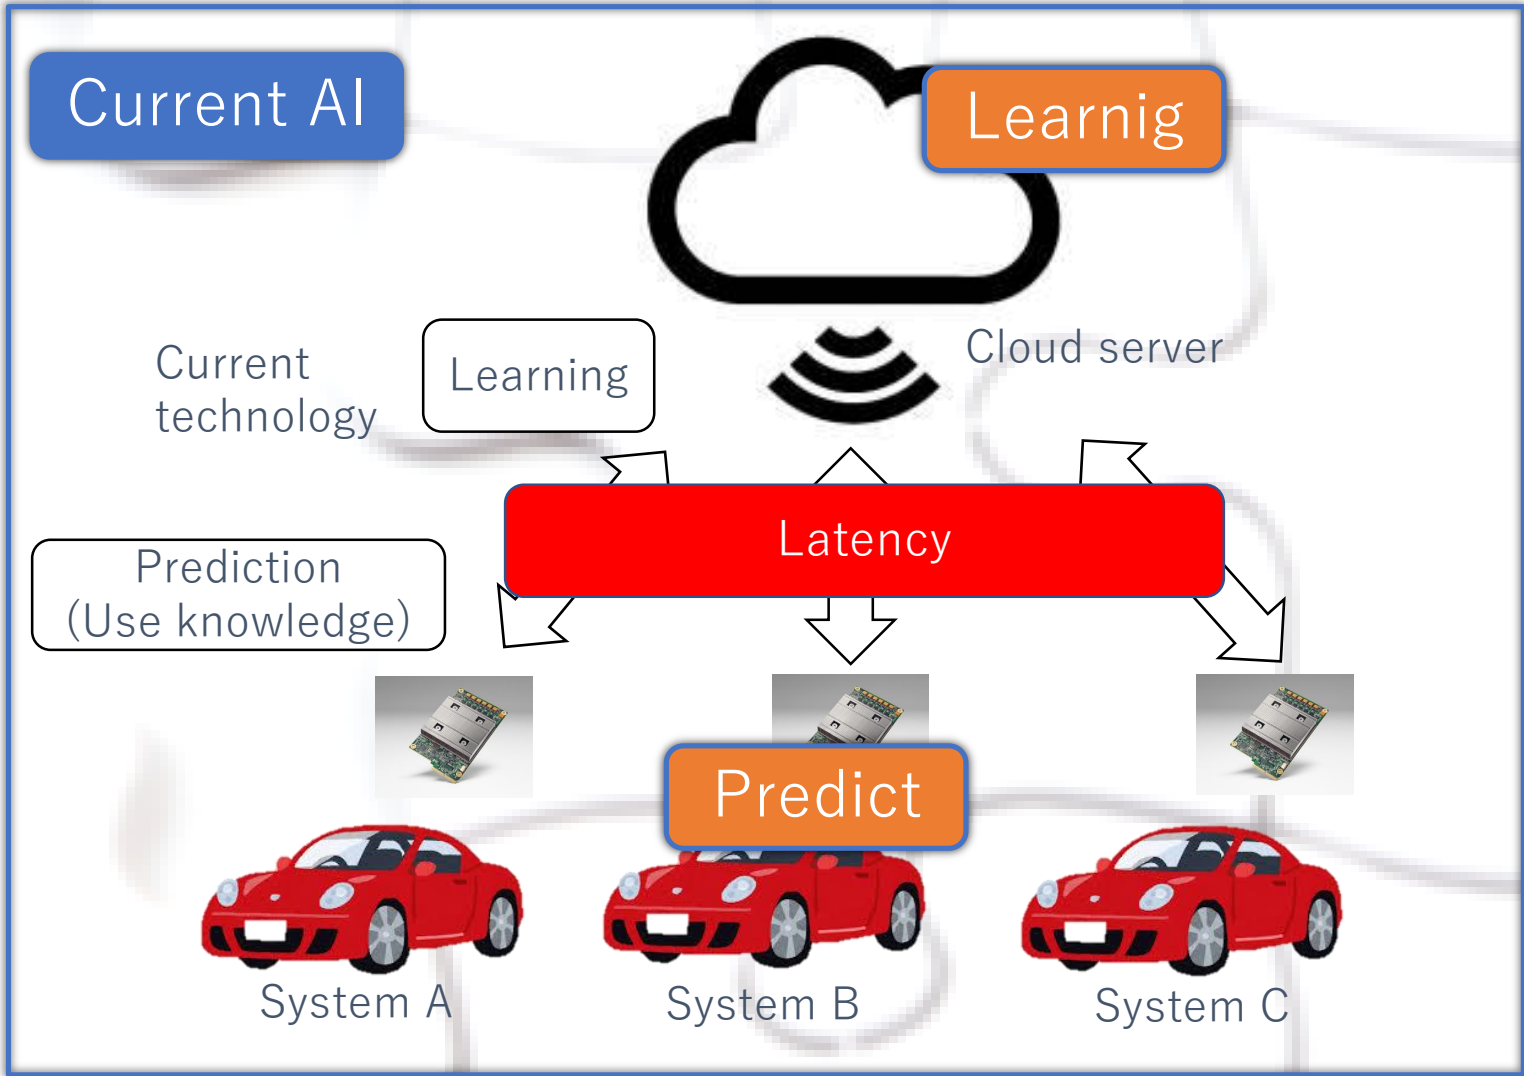 Current AI
Learnig
Cloud server
Current
technology
Learning
Latency
Prediction
(Use knowledge)
Predict
System A
System B
System C